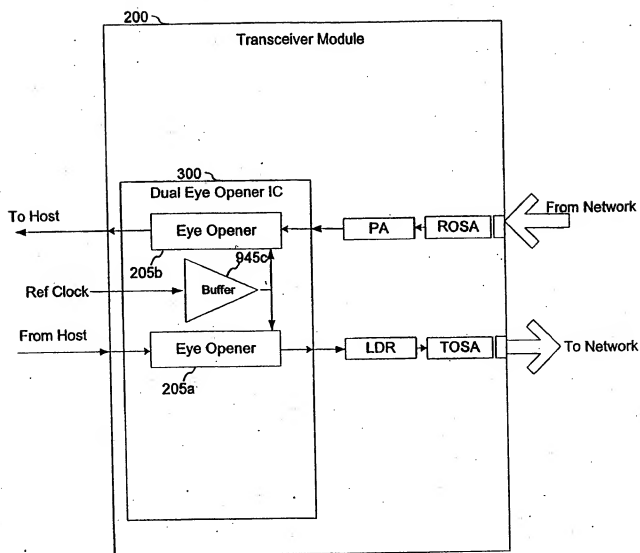 200
Transceiver Module
300
Dual Eye Opener IC
To Host
Eye Opener
PA
ROSA
From Network
205b
945c
Ref Clock
Buffer
From Host
Eye Opener
LDR
TOSA
To Network
205a